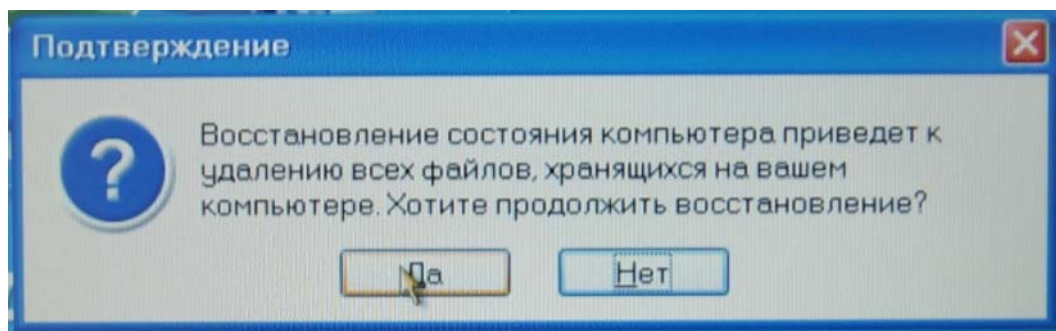 Подтверждение
Восстановление состояния компьютера приведет к
удалению всех файлов, хранящихся на вашем
компьютере. Хотите продолжить восстановление?
Да Нет